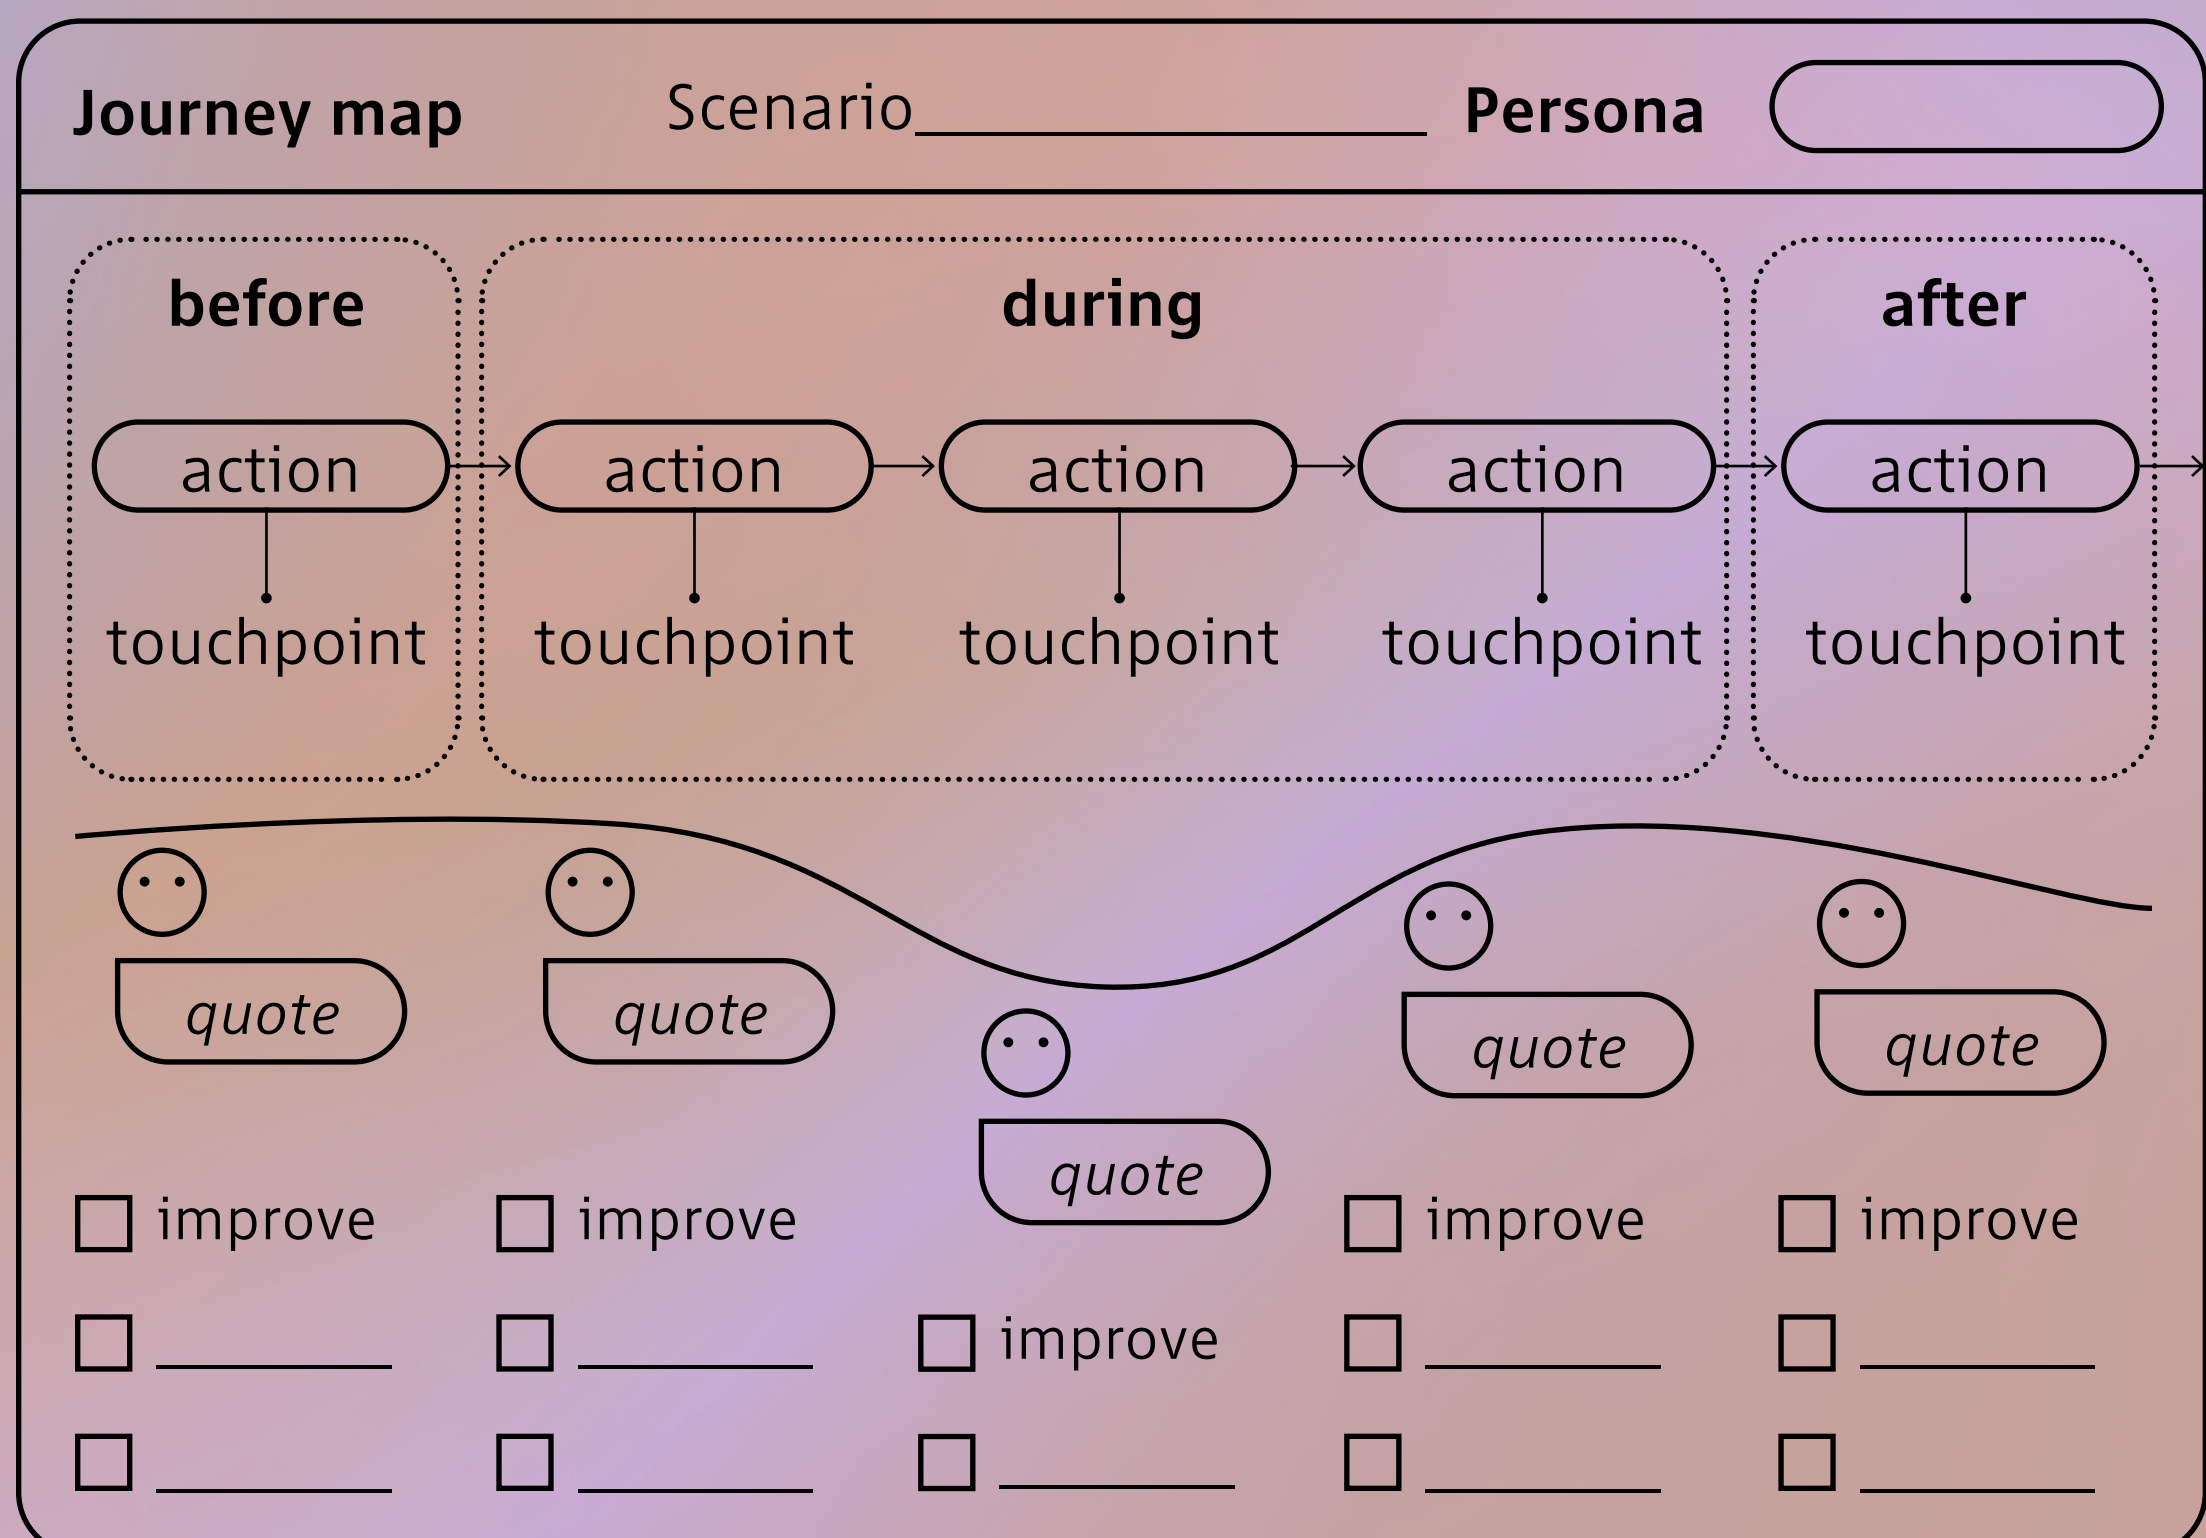 Journey map Scenario Persona
before during after
action action action action action
touchpoint touchpoint touchpoint touchpoint touchpoint
quote quote quote quote
quote
improve improve improve improve
improve